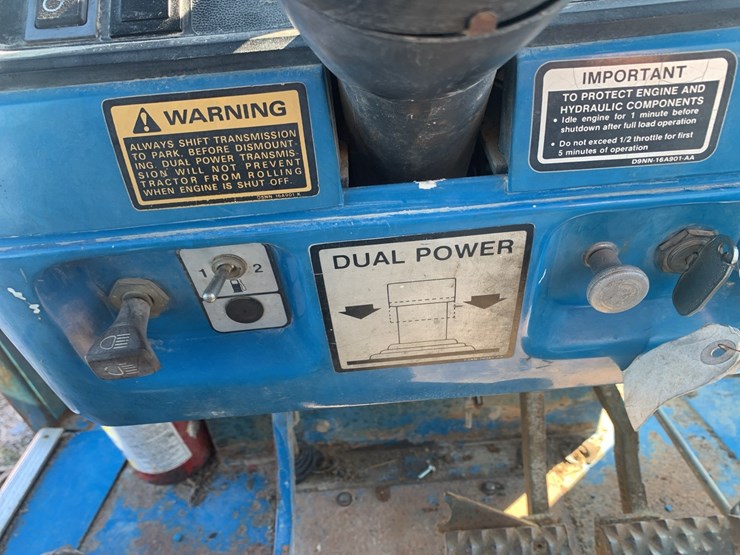 WARNING
ALWAYS SHIFT TRANSMISSION
TO PARK, BEFORE DISMOUNT-
ING. DUAL POWER TRANSMIS-
SION WILL NOT PREVENT
TRACTOR FROM ROLLING
WHEN ENGINE IS SHUT OFF.
IMPORTANT
TO PROTECT ENGINE AND
HYDRAULIC COMPONENTS
• Idle engine for 1 minute before
shutdown after full load operation
• Do not exceed 1/2 throttle for first
5 minutes of operation
D9NN-16A901-AA
1 2
DUAL POWER